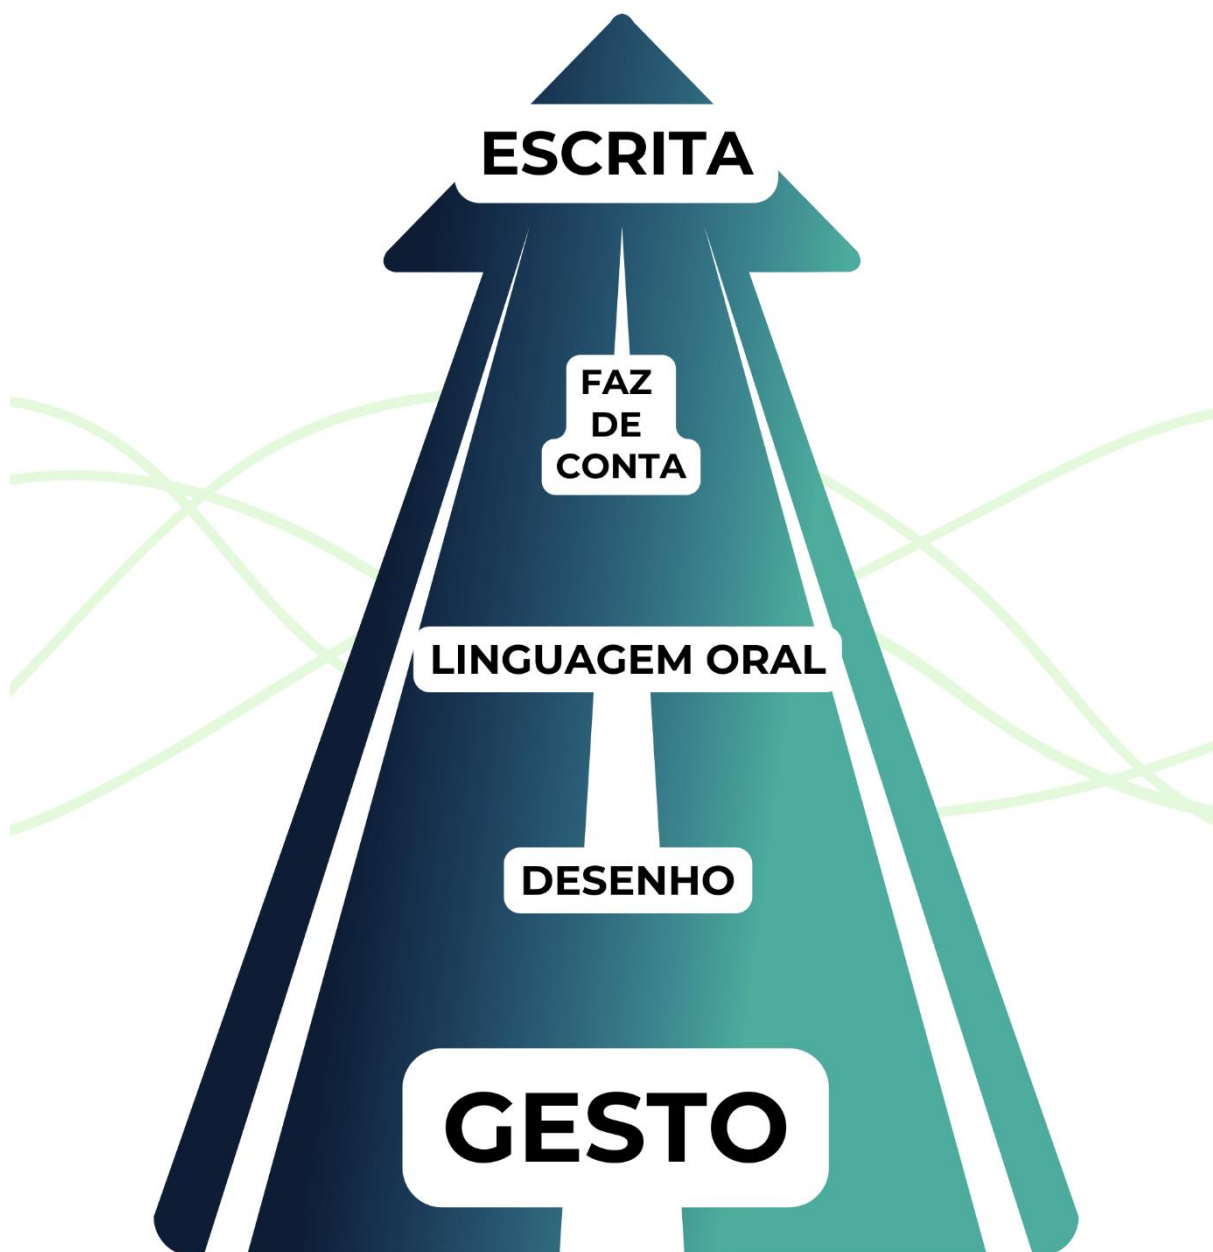 ESCRITA
FAZ
DE
CONTA
LINGUAGEM ORAL
DESENHO
GESTO